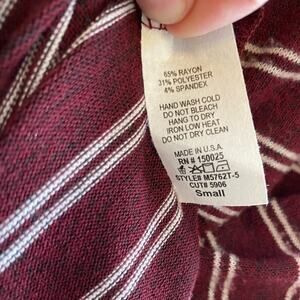 65% RAYON
31% POLYESTER
4% SPANDEX
HAND WASH COLD
DO NOT BLEACH
HANG TO DRY
IRON LOW HEAT
DO NOT DRY CLEAN
MADE IN U.S.A.
RN # 150025
STYLE# M5762T-5
CUT# 5906
Small